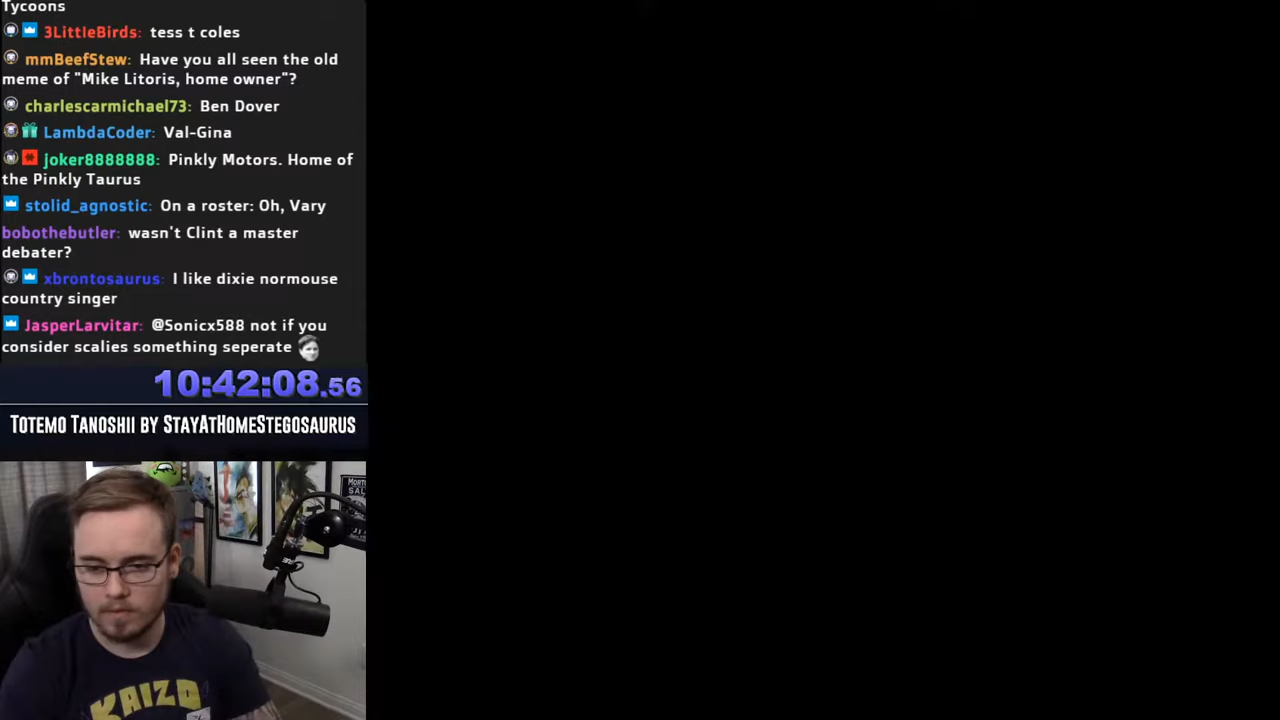 Tycoons
3LittleBirds: tess t coles
mmBeefStew: Have you all seen the old
meme of "Mike Litoris, home owner"?
charlescarmichael73: Ben Dover
LambdaCoder: Val-Gina
joker8888888: Pinkly Motors. Home of
the Pinkly Taurus
stolid_agnostic: On a roster: Oh, Vary
bobothebutler: wasn't Clint a master
debater?
xbrontosaurus: I like dixie normouse
country singer
JasperLarvitar: @Sonicx588 not if you
consider scalies something seperate
10:42:08.56
TOTEMO TANOSHII BY STAYATHOMESTEGOSAURUS
KAIZO